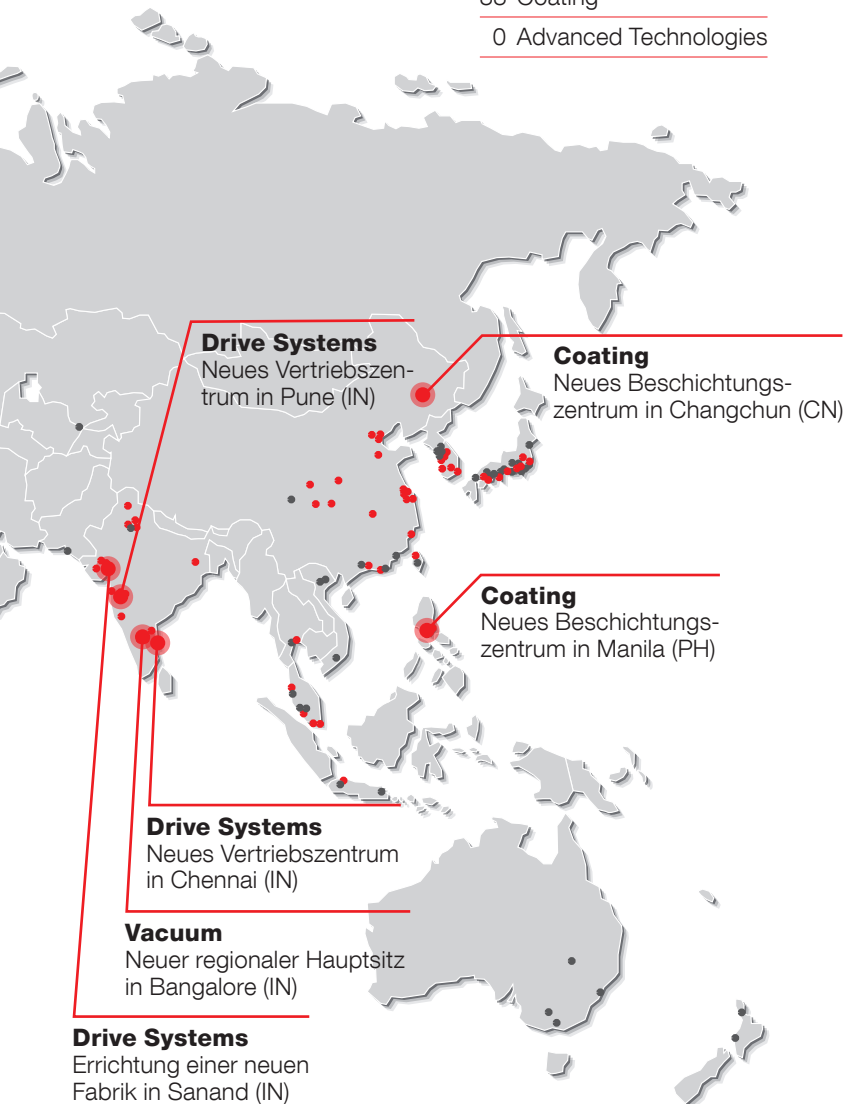 Coating
0 Advanced Technologies
Drive Systems
Neues Vertriebszen-
trum in Pune (IN)
Coating
Neues Beschichtungs-
zentrum in Changchun (CN)
Coating
Neues Beschichtungs-
zentrum in Manila (PH)
Drive Systems
Neues Vertriebszentrum
in Chennai (IN)
Vacuum
Neuer regionaler Hauptsitz
in Bangalore (IN)
Drive Systems
Errichtung einer neuen
Fabrik in Sanand (IN)